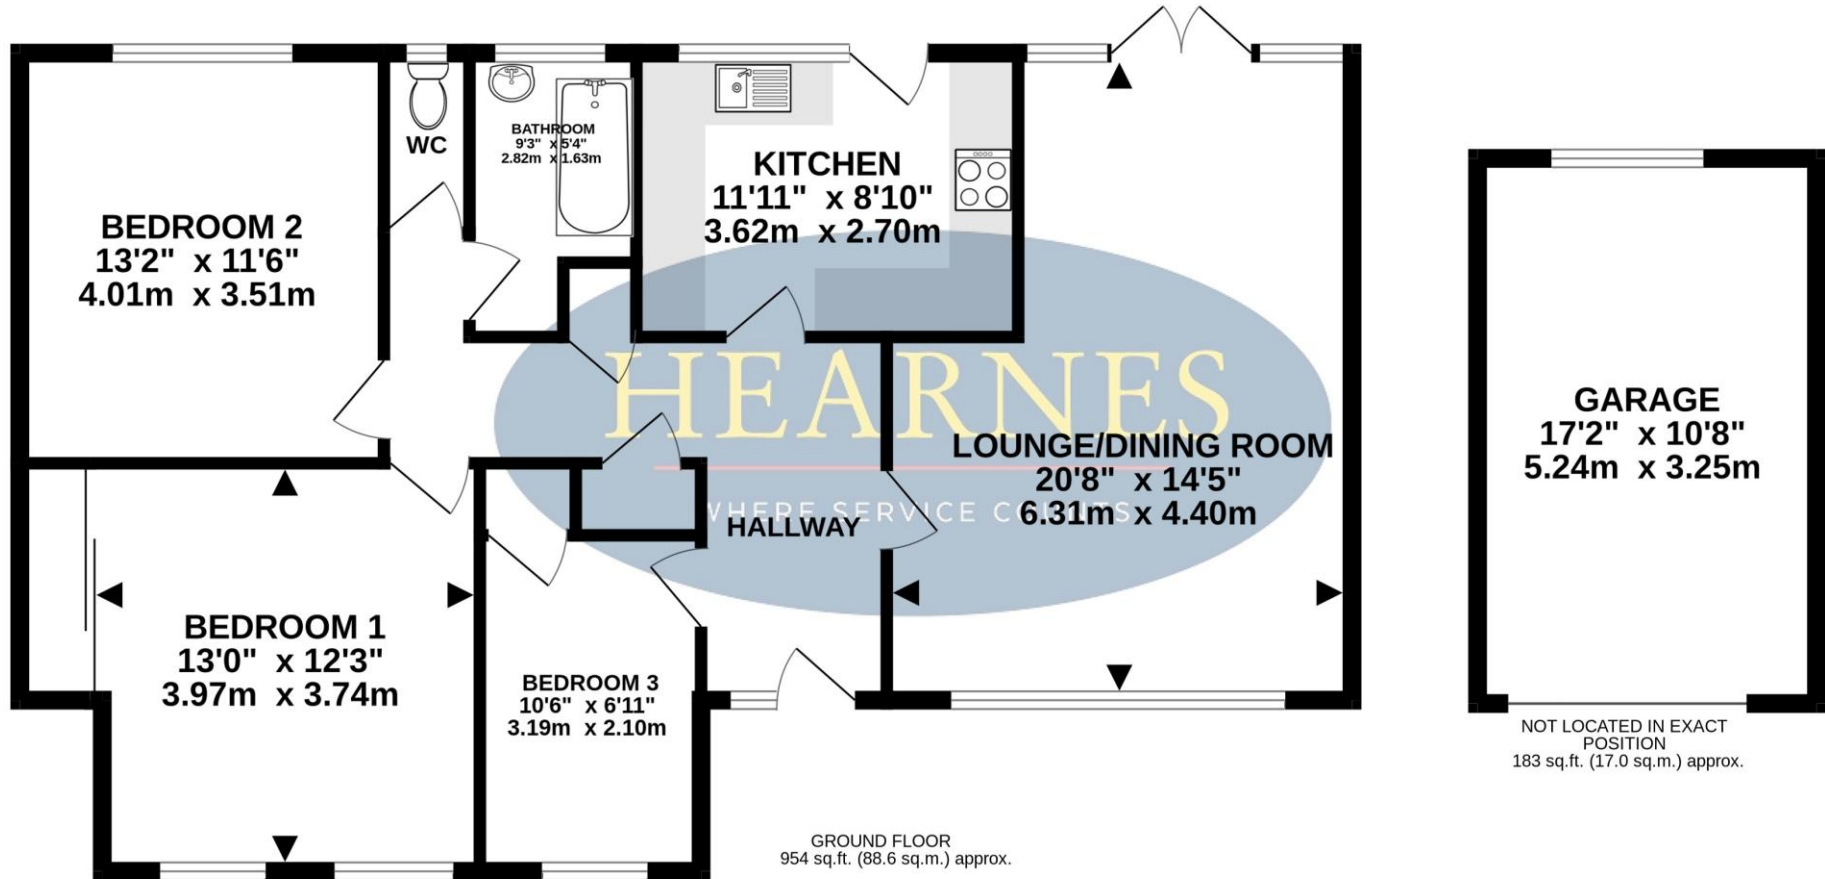 BEDROOM 2
13'2" x 11'6"
4.01m x 3.51m
WC
BATHROOM
9'3" x 5'4"
2.82m x 1.63m
KITCHEN
11'11" x 8'10"
3.62m x 2.70m
HEARNES
WHERE SERVICE COUNTS
LOUNGE/DINING ROOM
20'8" x 14'5"
6.31m x 4.40m
HALLWAY
BEDROOM 1
13'0" x 12'3"
3.97m x 3.74m
BEDROOM 3
10'6" x 6'11"
3.19m x 2.10m
GROUND FLOOR
954 sq.ft. (88.6 sq.m.) approx.
GARAGE
17'2" x 10'8"
5.24m x 3.25m
NOT LOCATED IN EXACT
POSITION
183 sq.ft. (17.0 sq.m.) approx.